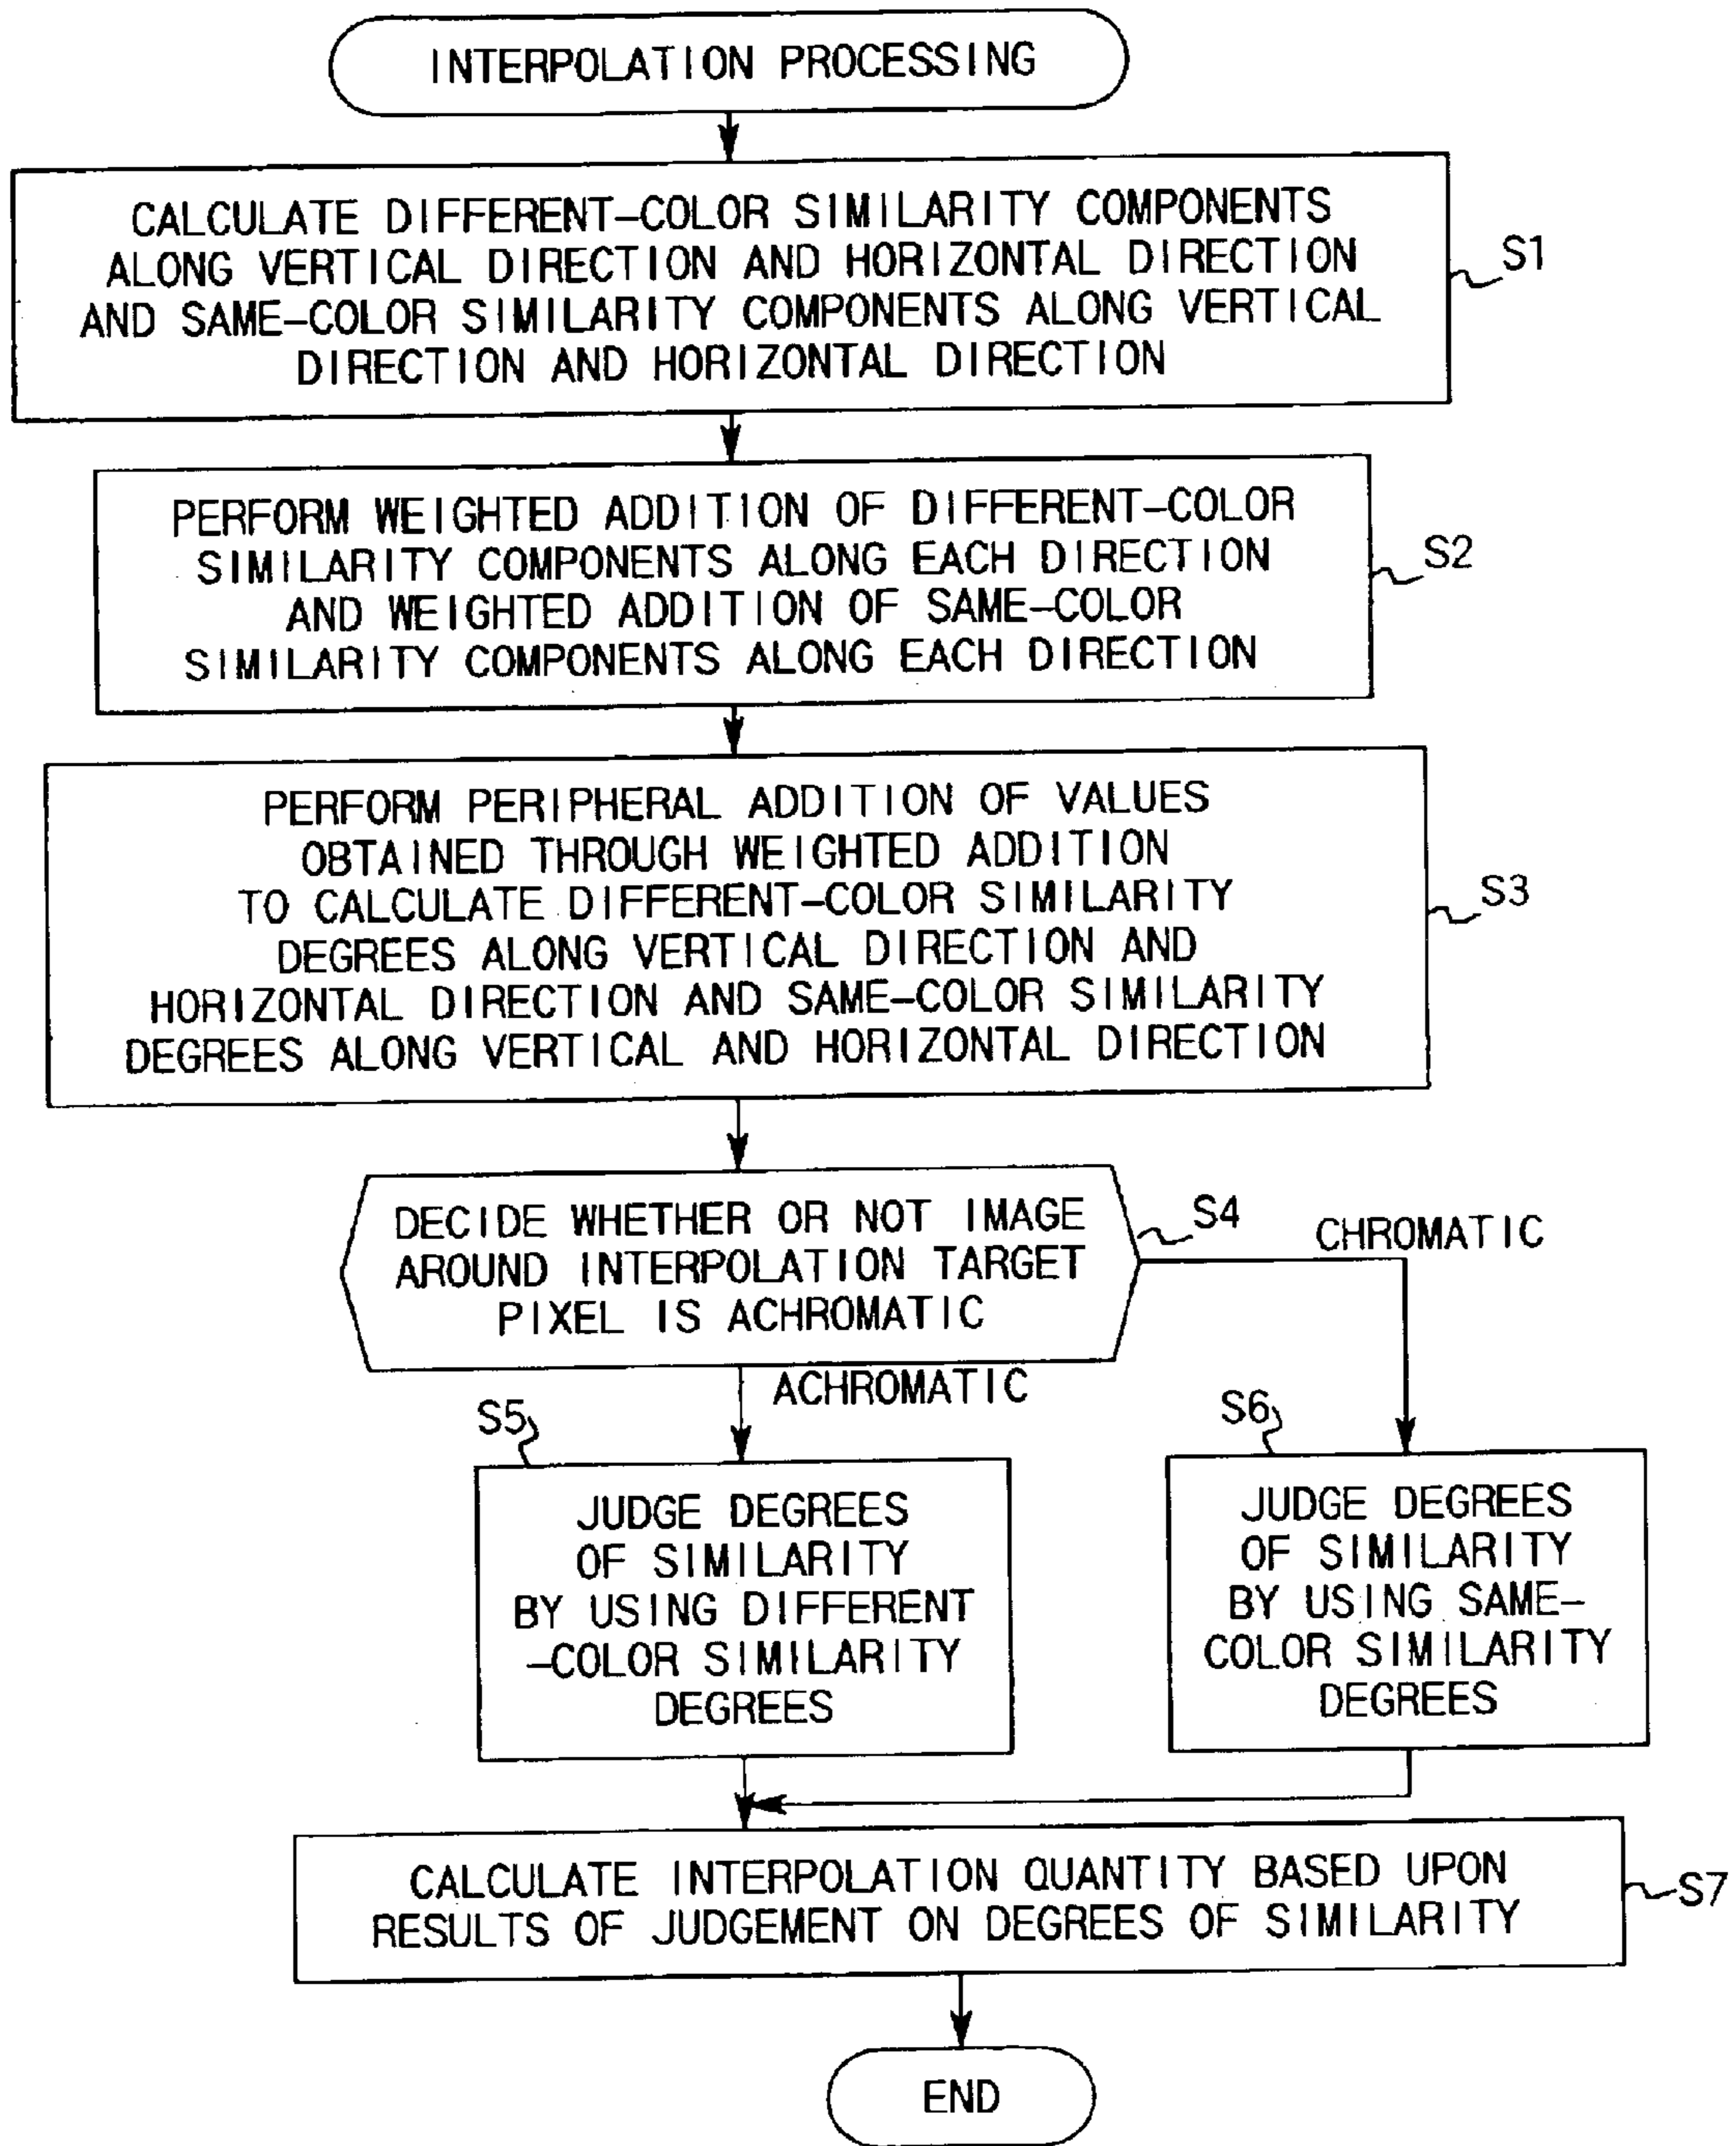 INTERPOLATION PROCESSING
CALCULATE DIFFERENT-COLOR SIMILARITY COMPONENTS
ALONG VERTICAL DIRECTION AND HORIZONTAL DIRECTION
AND SAME-COLOR SIMILARITY COMPONENTS ALONG VERTICAL
DIRECTION AND HORIZONTAL DIRECTION
S1
PERFORM WEIGHTED ADDITION OF DIFFERENT-COLOR
SIMILARITY COMPONENTS ALONG EACH DIRECTION
AND WEIGHTED ADDITION OF SAME-COLOR
SIMILARITY COMPONENTS ALONG EACH DIRECTION
S2
PERFORM PERIPHERAL ADDITION OF VALUES
OBTAINED THROUGH WEIGHTED ADDITION
TO CALCULATE DIFFERENT-COLOR SIMILARITY
DEGREES ALONG VERTICAL DIRECTION AND
HORIZONTAL DIRECTION AND SAME-COLOR SIMILARITY
DEGREES ALONG VERTICAL AND HORIZONTAL DIRECTION
S3
DECIDE WHETHER OR NOT IMAGE
AROUND INTERPOLATION TARGET
PIXEL IS ACHROMATIC
S4
CHROMATIC
ACHROMATIC
S5
JUDGE DEGREES
OF SIMILARITY
BY USING DIFFERENT
-COLOR SIMILARITY
DEGREES
S6
JUDGE DEGREES
OF SIMILARITY
BY USING SAME-
COLOR SIMILARITY
DEGREES
CALCULATE INTERPOLATION QUANTITY BASED UPON
RESULTS OF JUDGEMENT ON DEGREES OF SIMILARITY
S7
END